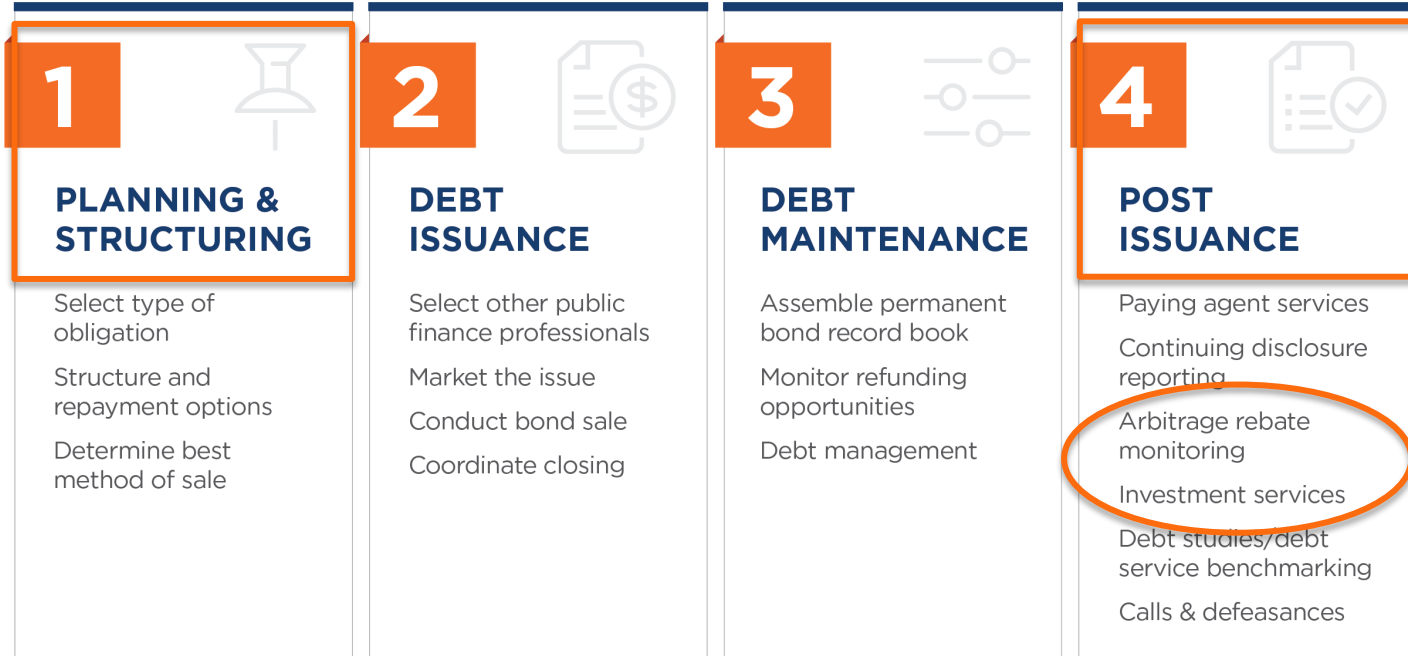 1
PLANNING &
STRUCTURING
Select type of
obligation
Structure and
repayment options
Determine best
method of sale
2
DEBT
ISSUANCE
Select other public
finance professionals
Market the issue
Conduct bond sale
Coordinate closing
3
DEBT
MAINTENANCE
Assemble permanent
bond record book
Monitor refunding
opportunities
Debt management
4
POST
ISSUANCE
Paying agent services
Continuing disclosure
reporting
Arbitrage rebate
monitoring
Investment services
Debt studies/debt
service benchmarking
Calls & defeasances
$